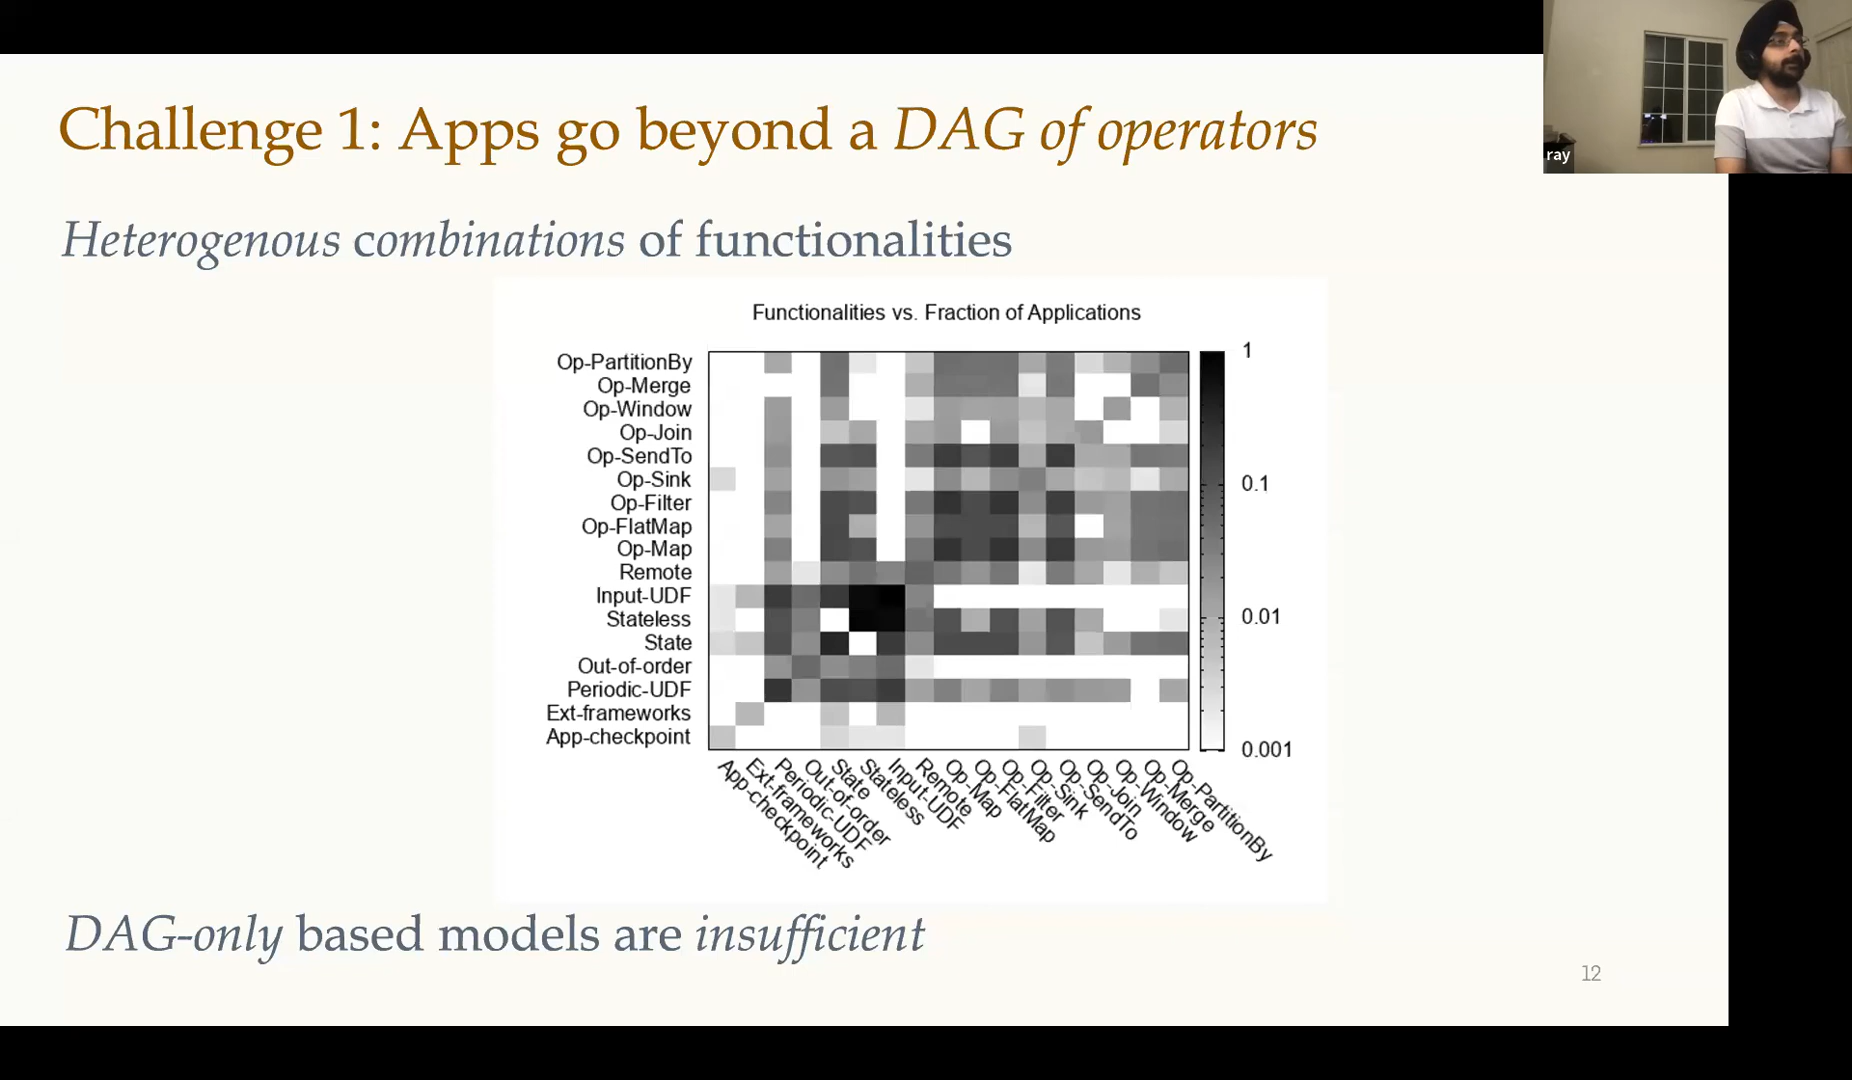 Challenge 1: Apps go beyond a DAG of operators
ray
Heterogenous combinations of functionalities
Functionalities vs. Fraction of Applications
Op-PartitionBy
Op-Merge
Op-Window
Op-Join
Op-SendTo
Op-Sink
Op-Filter
Op-FlatMap
Op-Map
Remote
Input-UDF
Stateless
State
Out-of-order
Periodic-UDF
Ext-frameworks
App-checkpoint
1
0.1
0.01
0.001
App-checkpoint
Ext-frameworks
Periodic-UDF
Out-of-order
State
Stateless
Input-UDF
Remote
Op-Map
Op-FlatMap
Op-Filter
Op-Sink
Op-SendTo
Op-Join
Op-Window
Op-Merge
Op-PartitionBy
DAG-only based models are insufficient
12